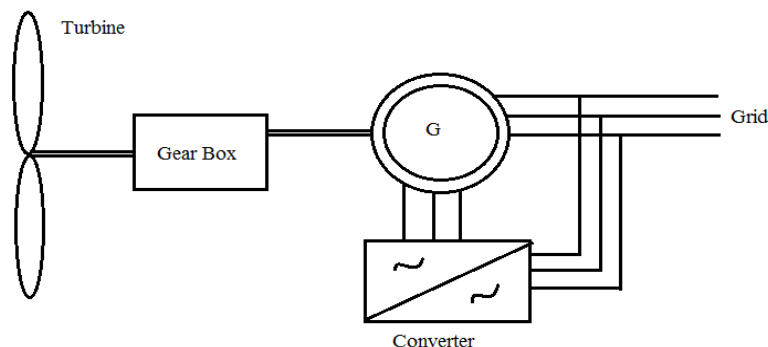 Turbine
Grid
G
Gear Box
~
~
Converter